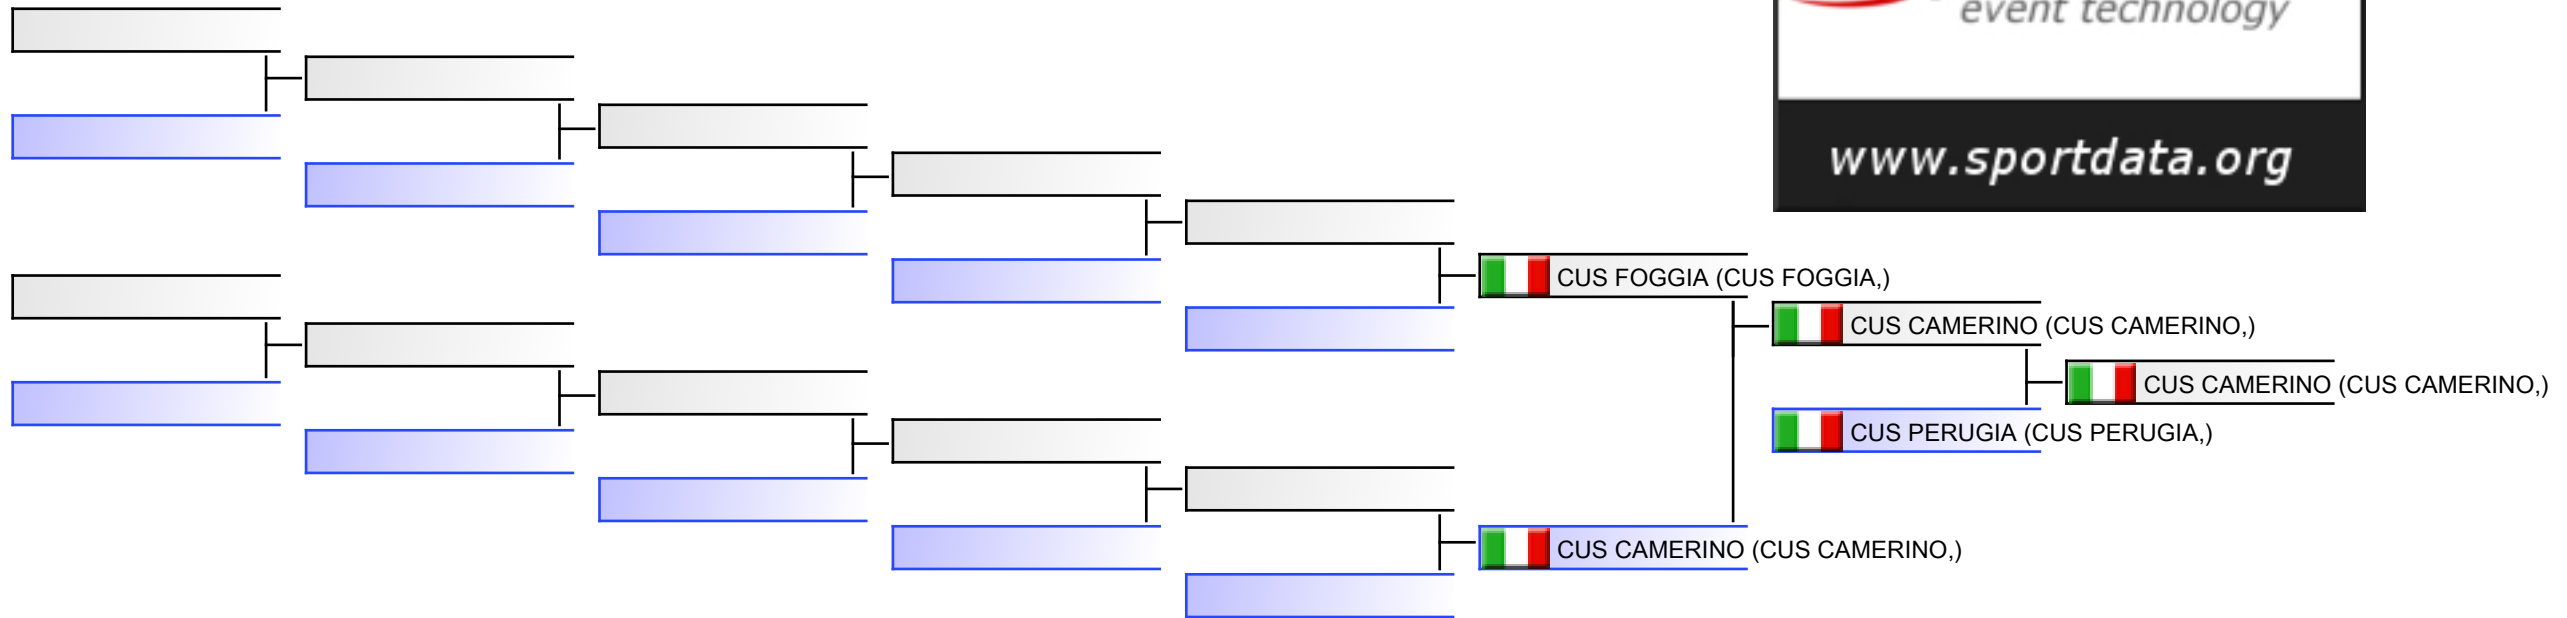 event technology
www.sportdata.org
CUS FOGGIA (CUS FOGGIA,)
CUS CAMERINO (CUS CAMERINO,)
CUS CAMERINO (CUS CAMERINO,)
CUS PERUGIA (CUS PERUGIA,)
CUS CAMERINO (CUS CAMERINO,)